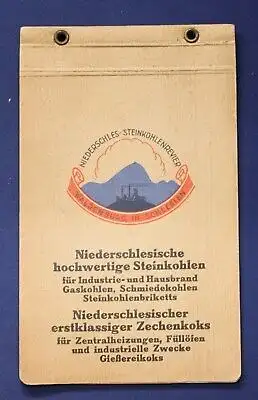 NIEDERSCHLES· STEINKOHLENREVIER
WALDENBURG IN SCHLESIEN
Niederschlesische
hochwertige Steinkohlen
für Industrie- und Hausbrand
Gaskohlen, Schmiedekohlen
Steinkohlenbriketts
Niederschlesischer
erstklassiger Zechenkoks
für Zentralheizungen, Füllöfen
und industrielle Zwecke
Gießereikoks